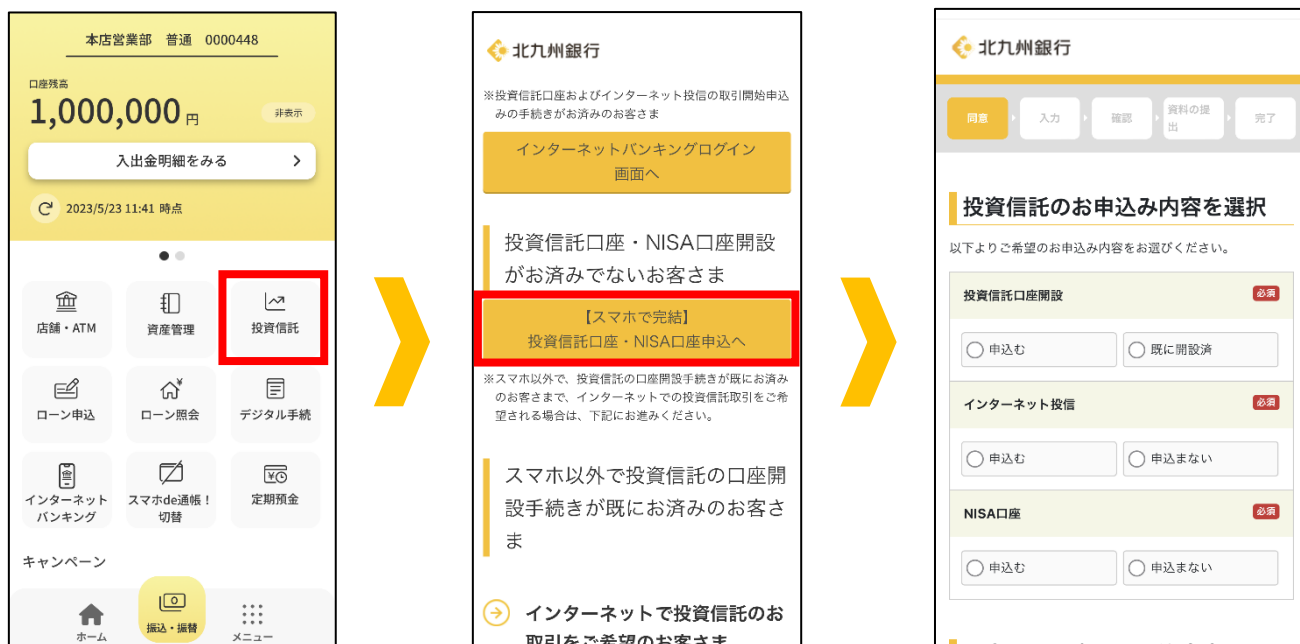 本店営業部 普通 0000448
口座残高
1,000,000 円
非表示
入出金明細をみる
2023/5/23 11:41 時点
店舗・ATM
資産管理
投資信託
ローン申込
ローン照会
デジタル手続
インターネット
バンキング
スマホde通帳！
切替
定期預金
キャンペーン
ホーム
振込・振替
メニュー
北九州銀行
※投資信託口座およびインターネット投信の取引開始申込
みの手続きがお済みのお客さま
インターネットバンキングログイン
画面へ
投資信託口座・NISA口座開設
がお済みでないお客さま
【スマホで完結】
投資信託口座・NISA口座申込へ
※スマホ以外で、投資信託の口座開設手続きが既にお済み
のお客さまで、インターネットでの投資信託取引をご希
望される場合は、下記にお進みください。
スマホ以外で投資信託の口座開
設手続きが既にお済みのお客さ
ま
インターネットで投資信託のお
取引をご希望のお客さま
北九州銀行
同意
入力
確認
資料の提
出
完了
投資信託のお申込み内容を選択
以下よりご希望のお申込み内容をお選びください。
投資信託口座開設
必須
申込む
既に開設済
インターネット投信
必須
申込む
申込まない
NISA口座
必須
申込む
申込まない